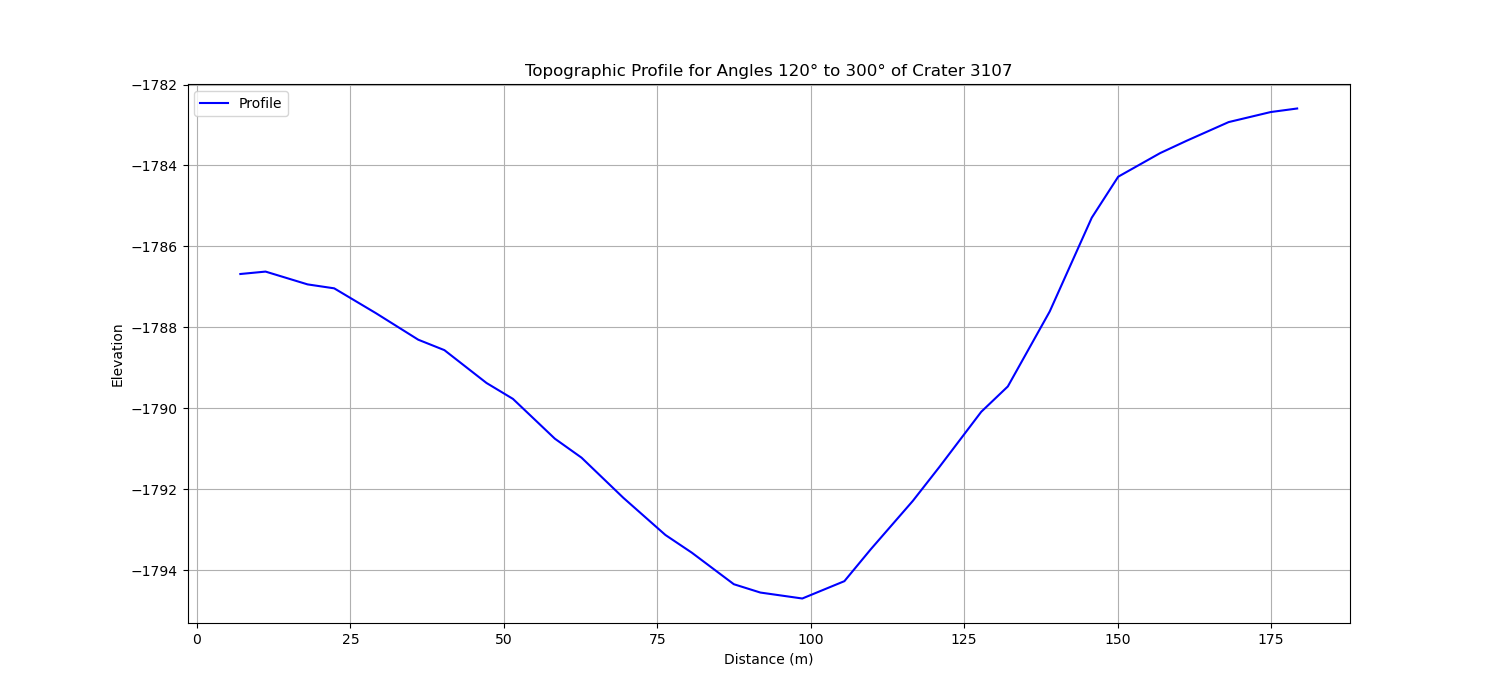 Topographic Profile for Angles 120° to 300° of Crater 3107
Profile
−1782
−1784
−1786
−1788
−1790
−1792
−1794
Elevation
0 25 50 75 100 125 150 175
Distance (m)